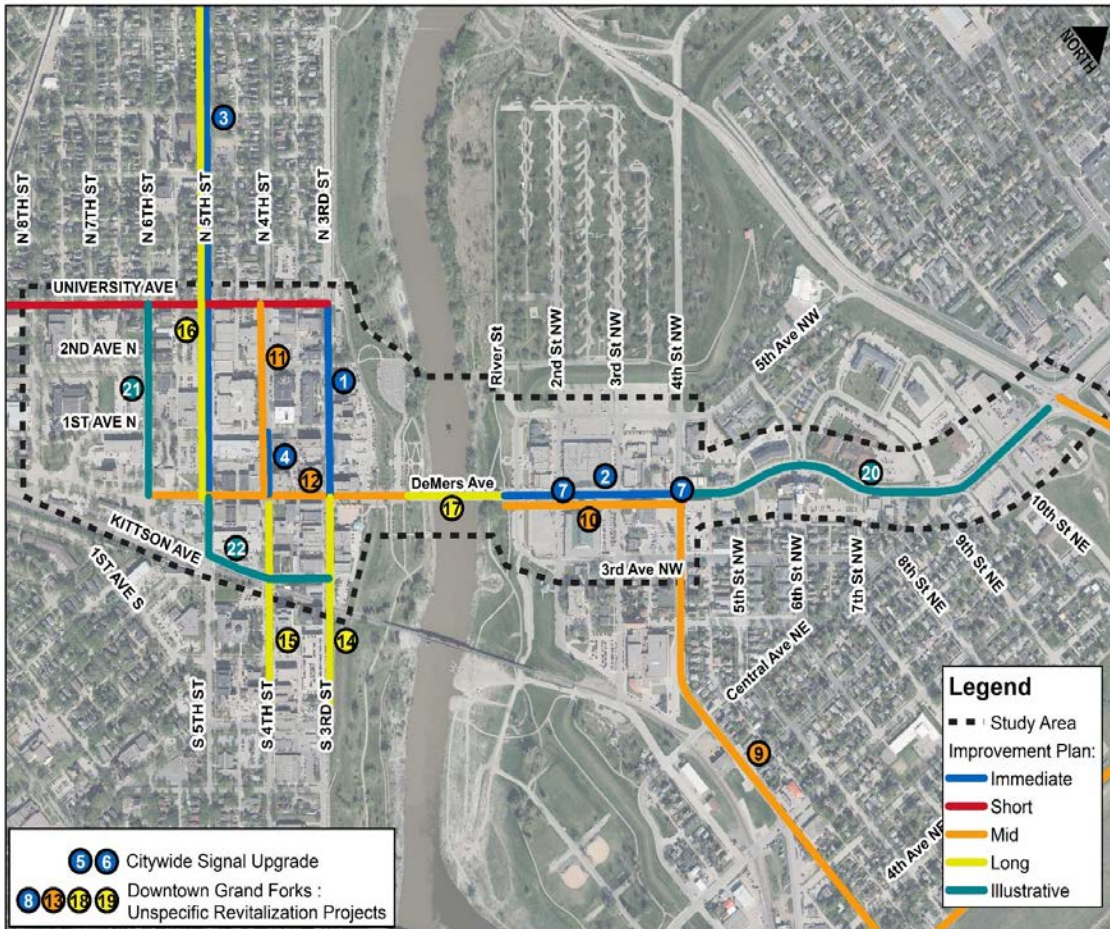 NORTH
3
N 8TH ST
N 7TH ST
N 6TH ST
N 5TH ST
N 4TH ST
N 3RD ST
UNIVERSITY AVE
16
2ND AVE N
11
21
1
1ST AVE N
4
12
DeMers Ave
17
KITTSON AVE
22
1ST AVE S
15
14
S 5TH ST
S 4TH ST
S 3RD ST
River St
2nd St NW
3rd St NW
4th St NW
5th Ave NW
2
7
7
10
20
3rd Ave NW
5th St NW
6th St NW
7th St NW
8th St NE
9th St NE
10th St NE
Central Ave NE
9
4th Ave NE
5 6 Citywide Signal Upgrade
8 13 18 19 Downtown Grand Forks :
Unspecific Revitalization Projects
Legend
Study Area
Improvement Plan:
Immediate
Short
Mid
Long
Illustrative